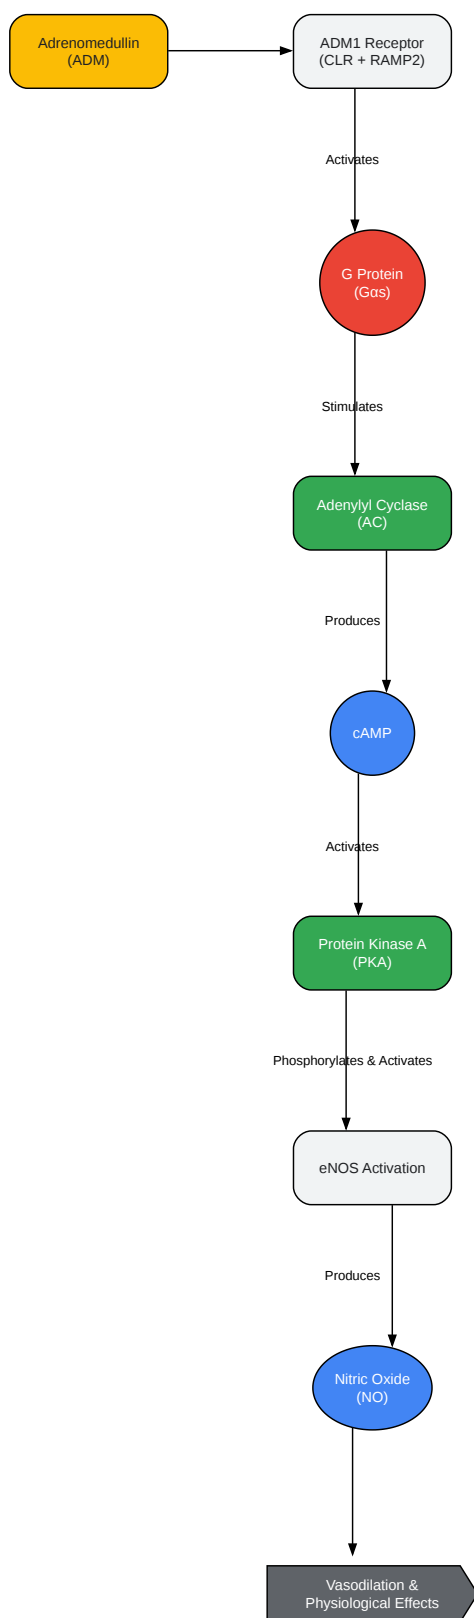 Adrenomedullin
(ADM)
ADM1 Receptor
(CLR + RAMP2)
Activates
G Protein
(Gαs)
Stimulates
Adenylyl Cyclase
(AC)
Produces
cAMP
Activates
Protein Kinase A
(PKA)
Phosphorylates & Activates
eNOS Activation
Produces
Nitric Oxide
(NO)
Vasodilation &
Physiological Effects